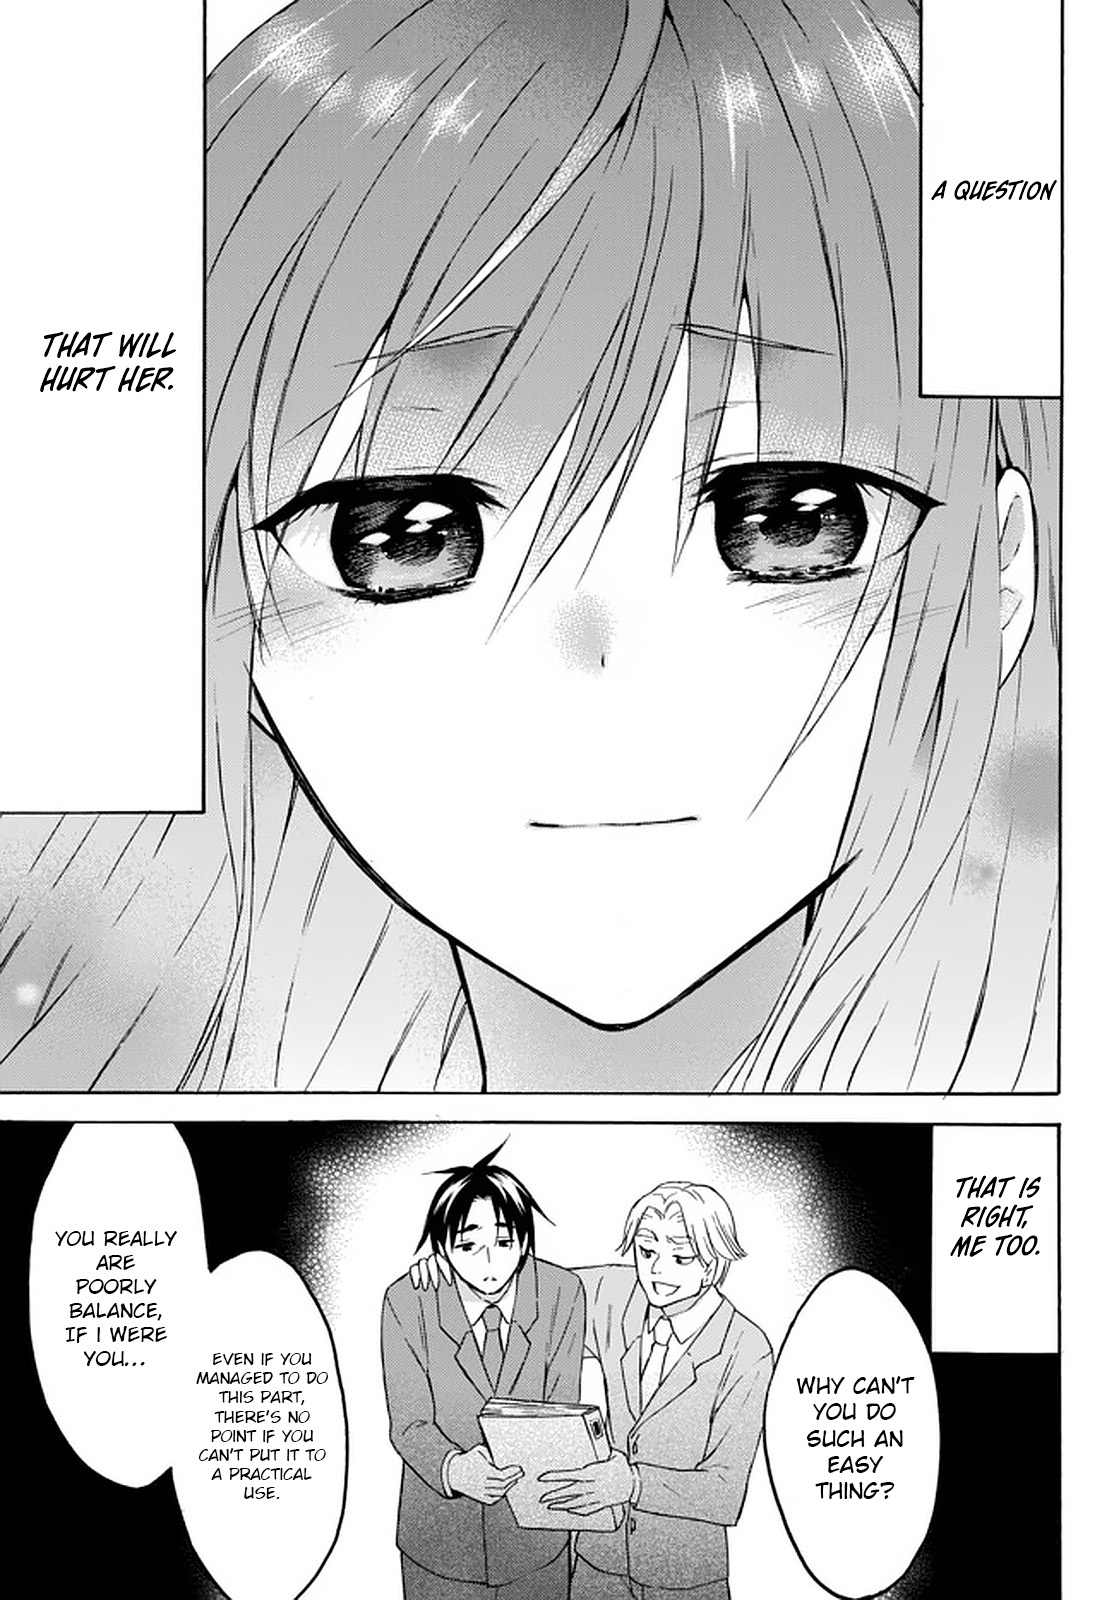 A QUESTION
THAT WILL
HURT HER.
THAT IS
RIGHT,
ME TOO.
WHY CAN'T
YOU DO
SUCH AN
EASY
THING?
EVEN IF YOU
MANAGED TO DO
THIS PART,
THERE'S NO
POINT IF YOU
CAN'T PUT IT TO
A PRACTICAL
USE.
YOU REALLY
ARE
POORLY
BALANCE,
IF I WERE
YOU...